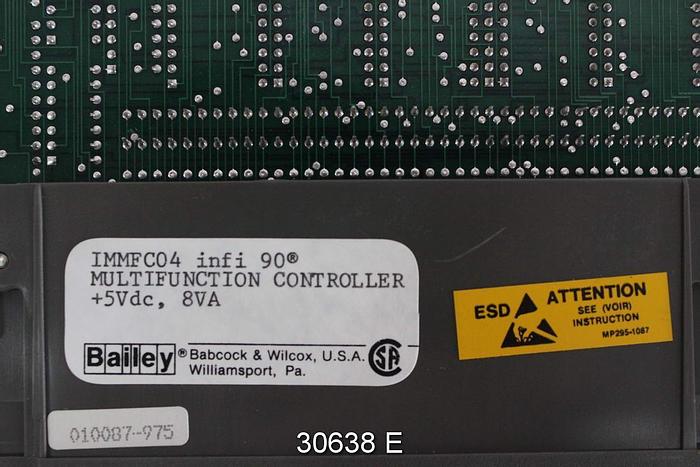 IMMFC04 infi 90®
MULTIFUNCTION CONTROLLER
+5Vdc, 8VA
Bailey® Babcock & Wilcox, U.S.A.
Williamsport, Pa.
ESD ATTENTION
SEE (VOIR)
INSTRUCTION
MP295-1087
010087-975
30638 E